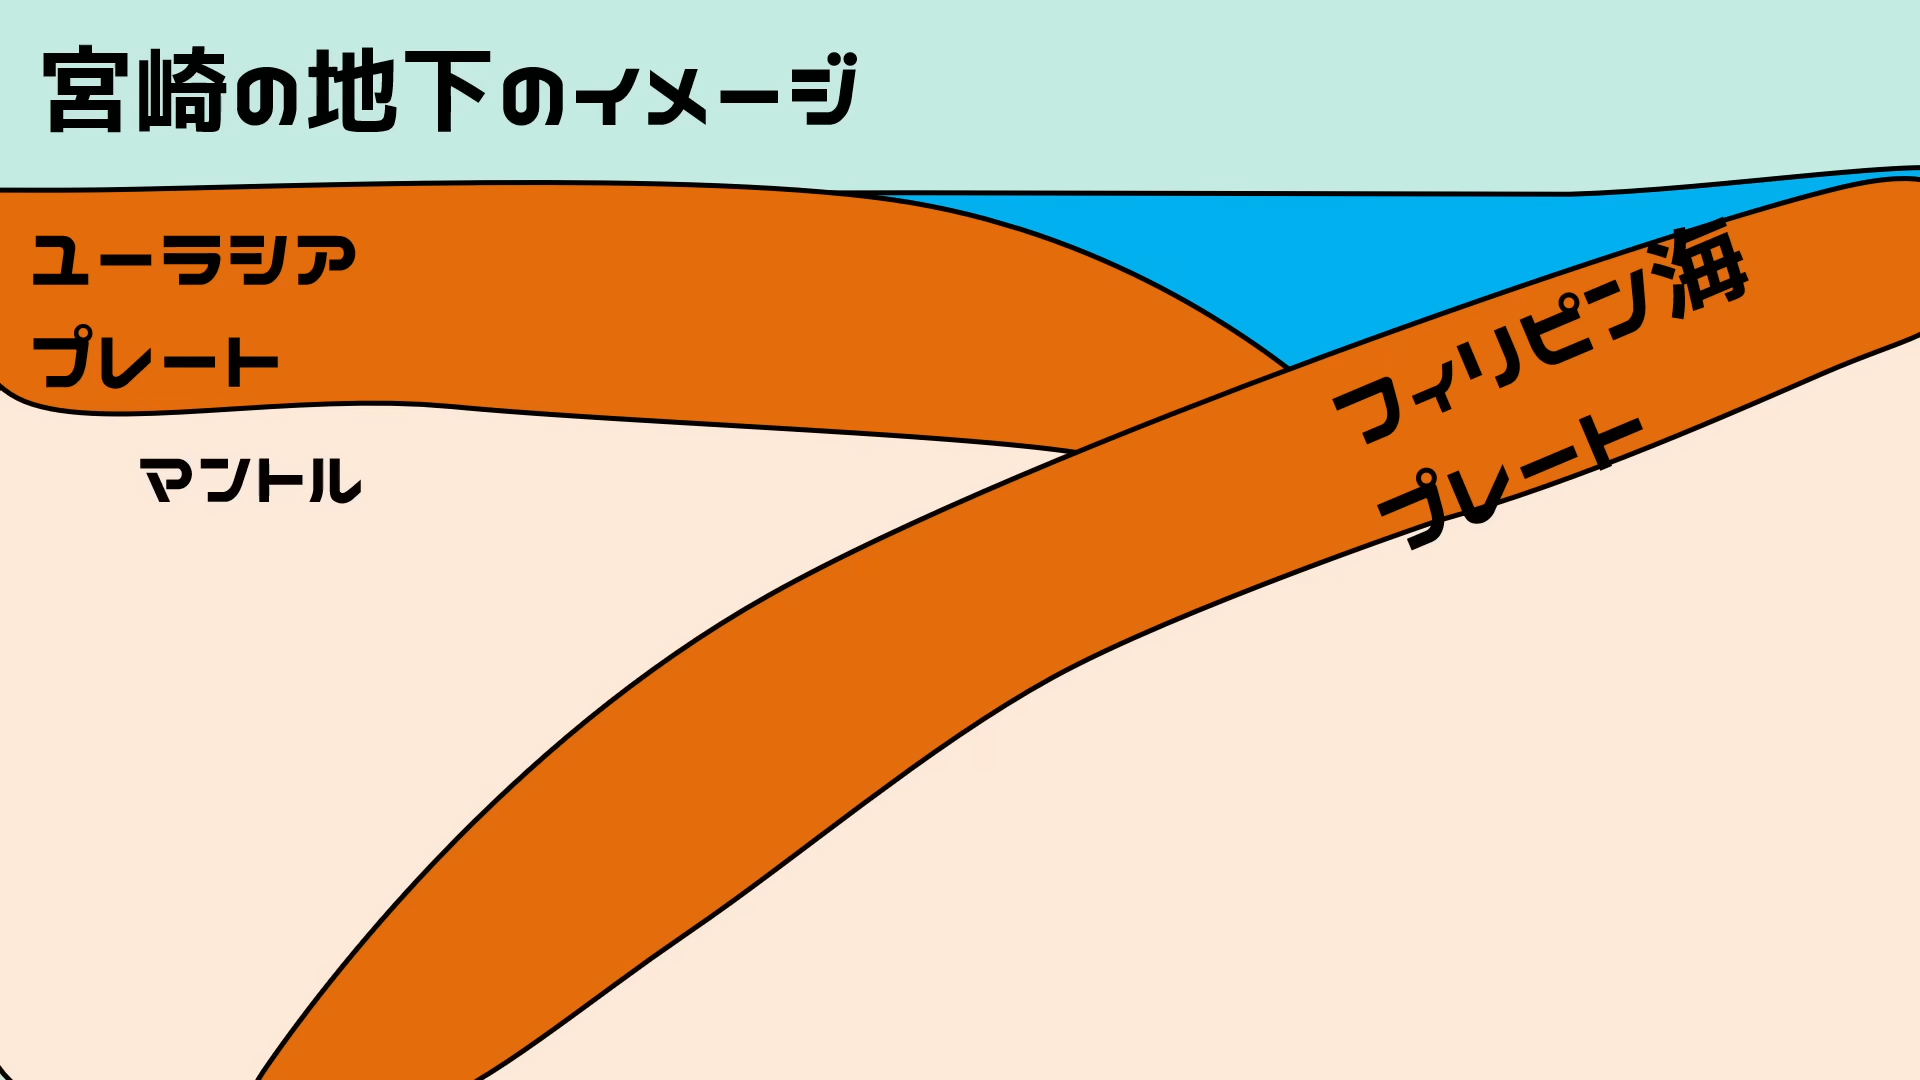 宮崎の地下のイメージ
ユーラシア
プレート
マントル
フィリピン海
プレート